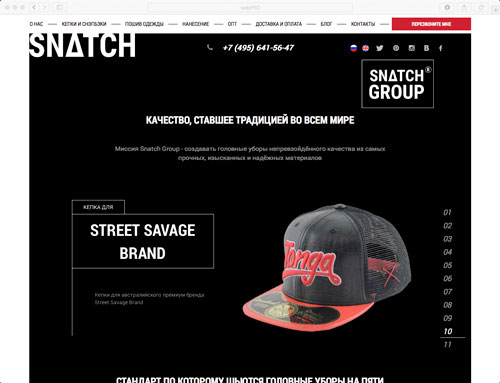 webPRO
О НАС — КЕПКИ И СНЭПБЭКИ — ПОШИВ ОДЕЖДЫ — НАНЕСЕНИЕ — ОПТ — ДОСТАВКА И ОПЛАТА — БЛОГ — КОНТАКТЫ — ПЕРЕЗВОНИТЕ МНЕ
SNATCH
+7 (495) 641-56-47
SNATCH®
GROUP
КАЧЕСТВО, СТАВШЕЕ ТРАДИЦИЕЙ ВО ВСЕМ МИРЕ
Миссия Snatch Group - создавать головные уборы непревзойдённого качества из самых
прочных, изысканных и надёжных материалов
КЕПКА ДЛЯ
STREET SAVAGE
BRAND
Кепки для австралийского премиум бренда
Street Savage Brand
Tonga
01
02
03
04
05
06
07
08
09
10
11
СТАНДАРТ ПО КОТОРОМУ ШЬЮТСЯ ГОЛОВНЫЕ УБОРЫ НА ПЯТИ